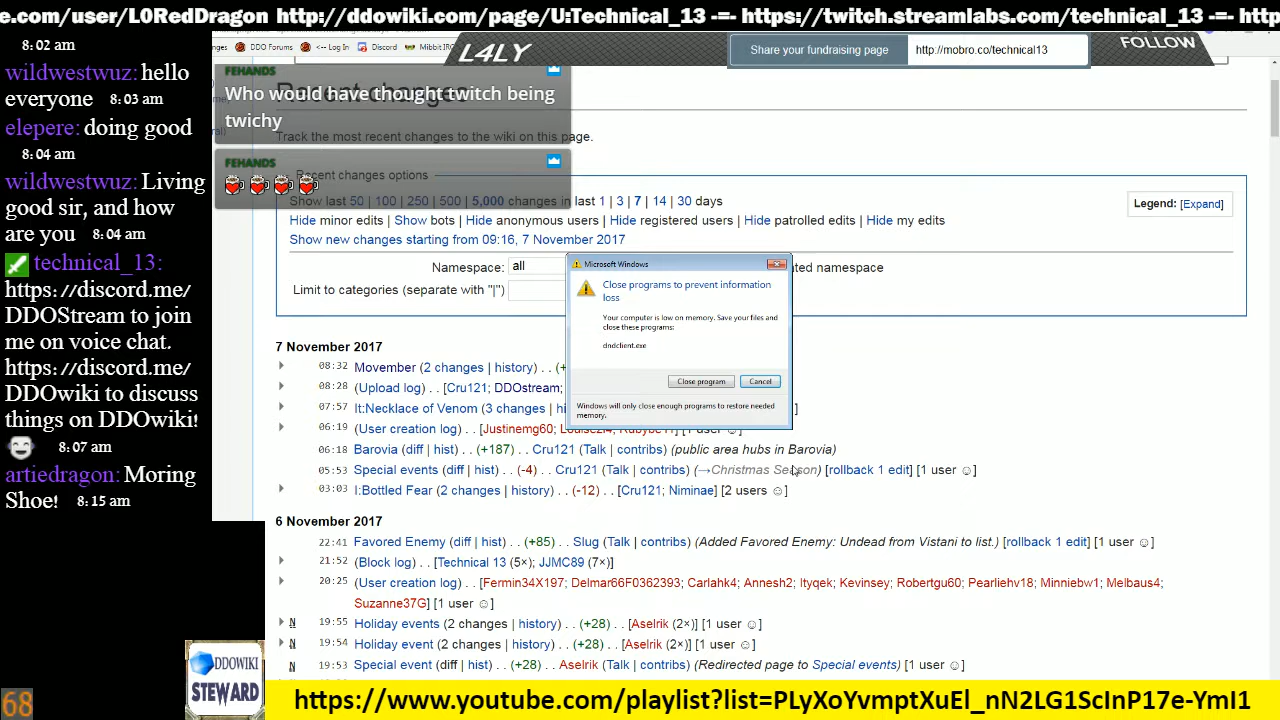 e.com/user/L0RedDragon http://ddowiki.com/page/U:Technical_13 -=- https://twitch.streamlabs.com/technical_13 -=- http
8:02 am
wildwestwuz: hello
everyone 8:03 am
elepere: doing good
8:04 am
wildwestwuz: Living
good sir, and how
are you 8:04 am
technical_13:
https://discord.me/
DDOStream to join
me on voice chat.
https://discord.me/
DDOwiki to discuss
things on DDOwiki!
8:07 am
artiedragon: Moring
Shoe! 8:15 am
68
nges DDO Forums <-- Log In Discord Mibbit IR
L4LY
Share your fundraising page http://mobro.co/technical13
FOLLOW
FEHANDS
Who would have thought twitch being
twichy
FEHANDS
Recent changes
Track the most recent changes to the wiki on this page.
Recent changes options
Show last 50 | 100 | 250 | 500 | 5,000 changes in last 1 | 3 | 7 | 14 | 30 days
Hide minor edits | Show bots | Hide anonymous users | Hide registered users | Hide patrolled edits | Hide my edits
Show new changes starting from 09:16, 7 November 2017
Legend: [Expand]
Namespace: all ated namespace
Limit to categories (separate with "|")
Microsoft Windows
Close programs to prevent information
loss
Your computer is low on memory. Save your files and
close these programs:
dndclient.exe
Close program Cancel
Windows will only close enough programs to restore needed
memory.
7 November 2017
08:32 Movember (2 changes | history) . . (+
08:28 (Upload log) . . [Cru121; DDOstream;
07:57 It:Necklace of Venom (3 changes | hi ]
06:19 (User creation log) . . [Justinemg60; Louise2i4; Rubybe11] [1 user ☺]
06:18 Barovia (diff | hist) . . (+187) . . Cru121 (Talk | contribs) (public area hubs in Barovia)
05:53 Special events (diff | hist) . . (-4) . . Cru121 (Talk | contribs) (→Christmas Season) [rollback 1 edit] [1 user ☺]
03:03 I:Bottled Fear (2 changes | history) . . (-12) . . [Cru121; Niminae] [2 users ☺]
6 November 2017
22:41 Favored Enemy (diff | hist) . . (+85) . . Slug (Talk | contribs) (Added Favored Enemy: Undead from Vistani to list.) [rollback 1 edit] [1 user ☺]
21:52 (Block log) . . [Technical 13 (5×); JJMC89 (7×)]
20:25 (User creation log) . . [Fermin34X197; Delmar66F0362393; Carlahk4; Annesh2; Ityqek; Kevinsey; Robertgu60; Pearliehv18; Minniebw1; Melbaus4;
Suzanne37G] [1 user ☺]
N 19:55 Holiday events (2 changes | history) . . (+28) . . [Aselrik (2×)] [1 user ☺]
N 19:54 Holiday event (2 changes | history) . . (+28) . . [Aselrik (2×)] [1 user ☺]
N 19:53 Special event (diff | hist) . . (+28) . . Aselrik (Talk | contribs) (Redirected page to Special events) [1 user ☺]
DDOWIKI
STEWARD
https://www.youtube.com/playlist?list=PLyXoYvmptXuEl_nN2LG1ScInP17e-YmI1